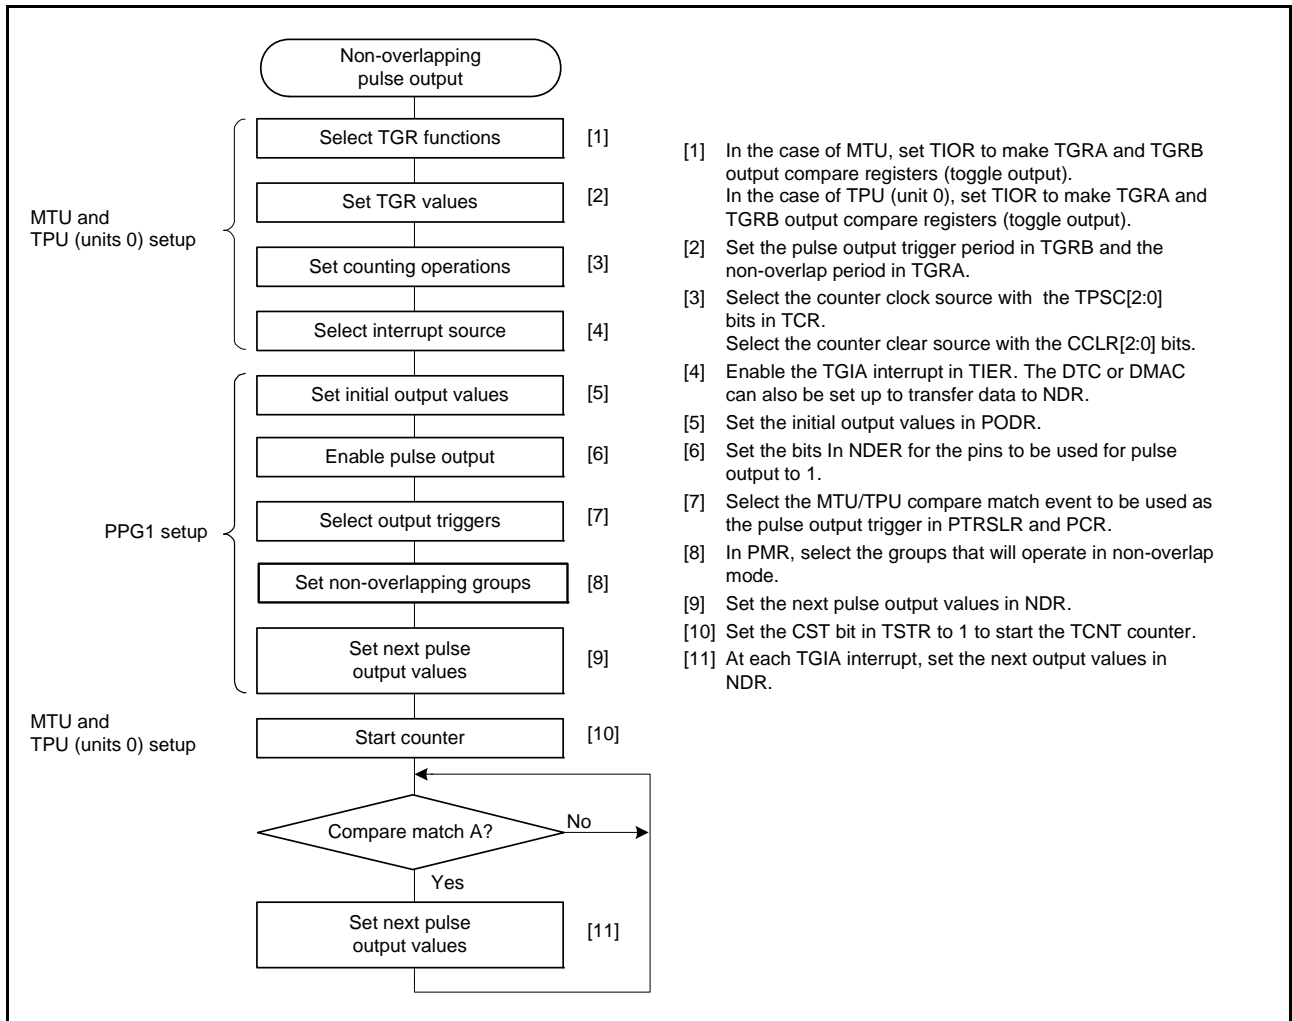 Non-overlapping
pulse output
MTU and
TPU (units 0) setup
Select TGR functions [1]
Set TGR values [2]
Set counting operations [3]
Select interrupt source [4]
PPG1 setup
Set initial output values [5]
Enable pulse output [6]
Select output triggers [7]
Set non-overlapping groups [8]
Set next pulse
output values [9]
MTU and
TPU (units 0) setup
Start counter [10]
Compare match A?
No
Yes
Set next pulse
output values [11]
[1] In the case of MTU, set TIOR to make TGRA and TGRB
output compare registers (toggle output).
In the case of TPU (unit 0), set TIOR to make TGRA and
TGRB output compare registers (toggle output).
[2] Set the pulse output trigger period in TGRB and the
non-overlap period in TGRA.
[3] Select the counter clock source with the TPSC[2:0]
bits in TCR.
Select the counter clear source with the CCLR[2:0] bits.
[4] Enable the TGIA interrupt in TIER. The DTC or DMAC
can also be set up to transfer data to NDR.
[5] Set the initial output values in PODR.
[6] Set the bits In NDER for the pins to be used for pulse
output to 1.
[7] Select the MTU/TPU compare match event to be used as
the pulse output trigger in PTRSLR and PCR.
[8] In PMR, select the groups that will operate in non-overlap
mode.
[9] Set the next pulse output values in NDR.
[10] Set the CST bit in TSTR to 1 to start the TCNT counter.
[11] At each TGIA interrupt, set the next output values in
NDR.